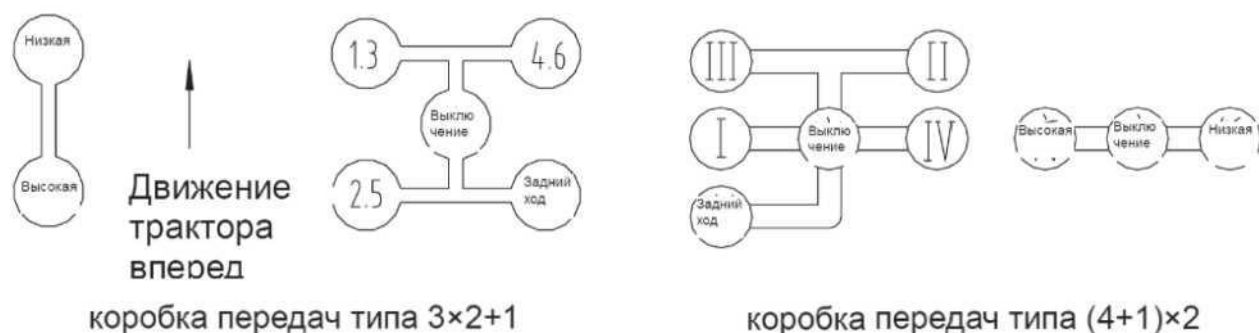 Низкая
Высокая
Движение
трактора
вперед
1.3
4.6
Выклю
чение
2.5
Задний
ход
коробка передач типа 3×2+1
III
II
I
Выклю
чение
IV
Задний
ход
Высокая
Выклю
чение
Низкая
коробка передач типа (4+1)×2